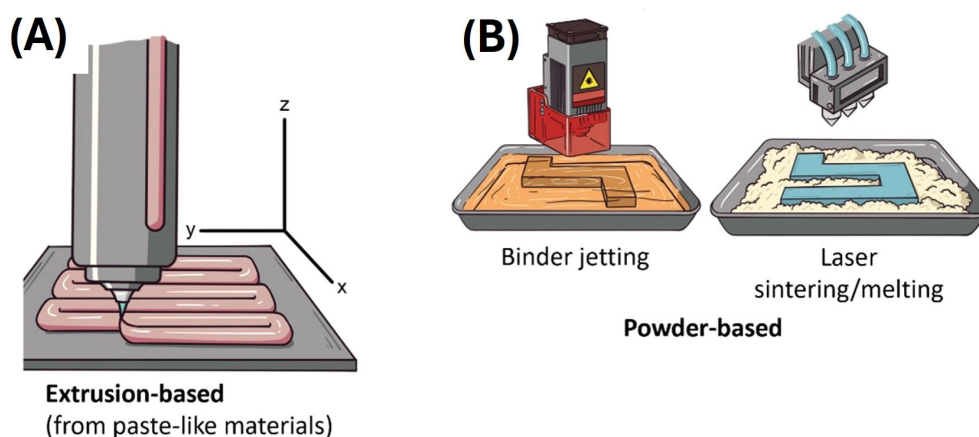 (A)
z
y
x
Extrusion-based
(from paste-like materials)
(B)
Binder jetting
Laser
sintering/melting
Powder-based